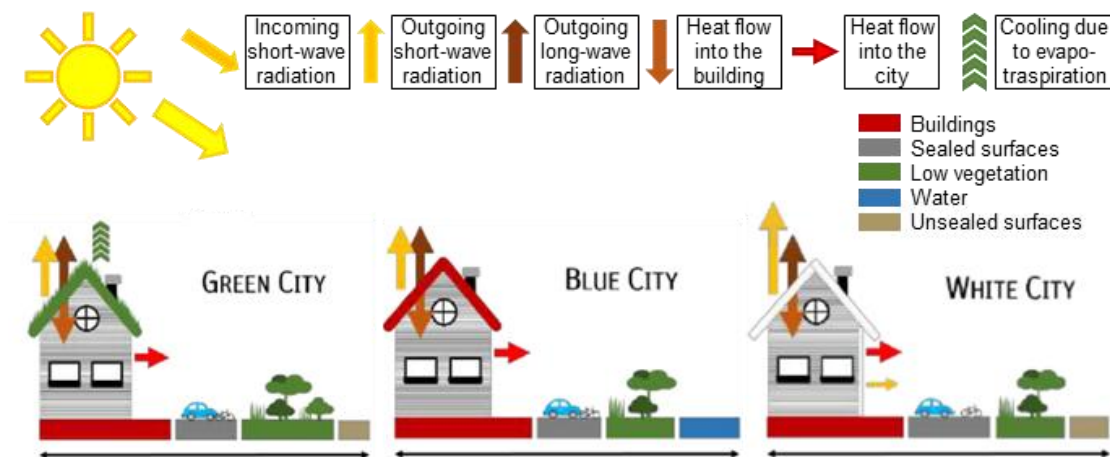 Incoming
short-wave
radiation
Outgoing
short-wave
radiation
Outgoing
long-wave
radiation
Heat flow
into the
building
Heat flow
into the
city
Cooling due
to evapo-
traspiration
Buildings
Sealed surfaces
Low vegetation
Water
Unsealed surfaces
GREEN CITY
BLUE CITY
WHITE CITY